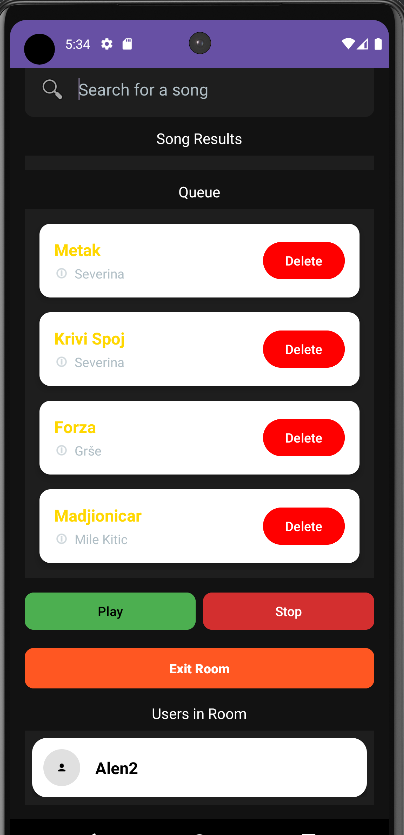 5:34
Search for a song
Song Results
Queue
Metak
Severina
Delete
Krivi Spoj
Severina
Delete
Forza
Grše
Delete
Madjionicar
Mile Kitic
Delete
Play
Stop
Exit Room
Users in Room
Alen2